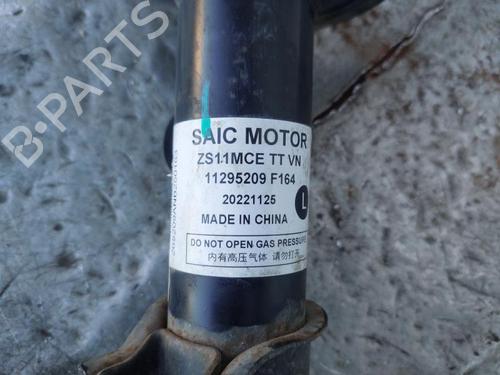 SAIC MOTOR
ZS11MCE TT VN
11295209 F164
20221125
L
MADE IN CHINA
DO NOT OPEN GAS PRESSURE
内有高压气体 请勿打开
B-PARTS